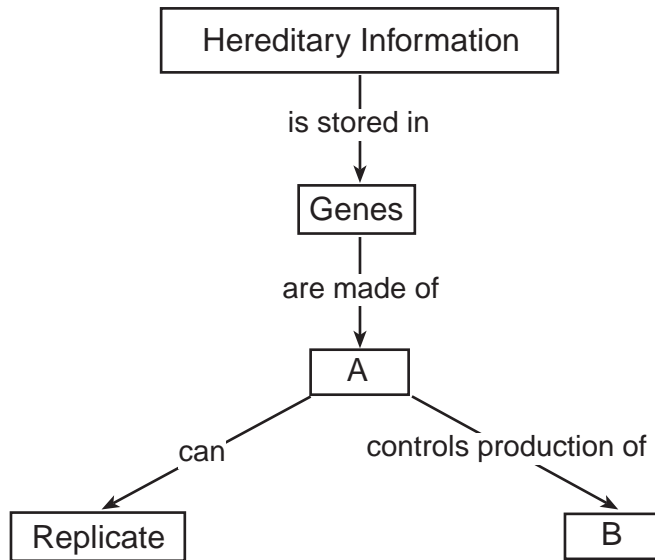 Hereditary Information
is stored in
Genes
are made of
A
can
controls production of
Replicate
B